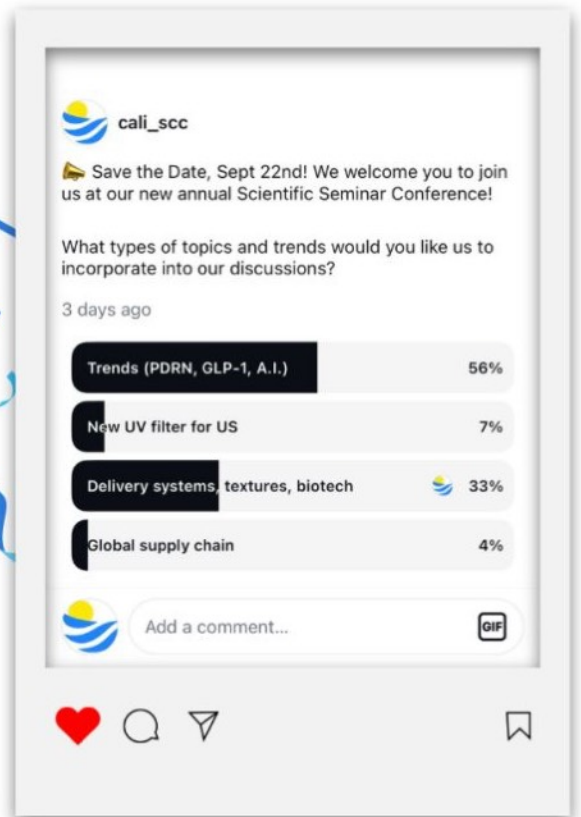 cali_scc
📣 Save the Date, Sept 22nd! We welcome you to join
us at our new annual Scientific Seminar Conference!
What types of topics and trends would you like us to
incorporate into our discussions?
3 days ago
Trends (PDRN, GLP-1, A.I.) 56%
New UV filter for US 7%
Delivery systems, textures, biotech 33%
Global supply chain 4%
Add a comment... GIF